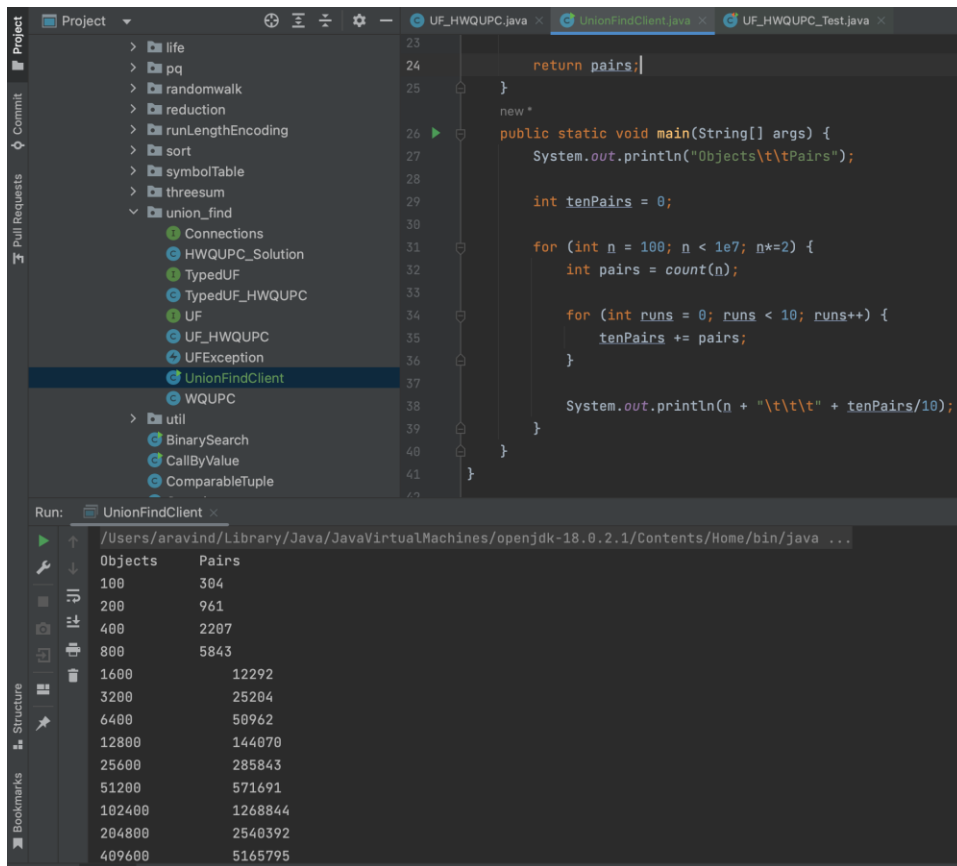 Project
UF_HWQUPC.java
UnionFindClient.java
UF_HWQUPC_Test.java
Project
Commit
Pull Requests
life
pq
randomwalk
reduction
runLengthEncoding
sort
symbolTable
threesum
union_find
Connections
HWQUPC_Solution
TypedUF
TypedUF_HWQUPC
UF
UF_HWQUPC
UFException
UnionFindClient
WQUPC
util
BinarySearch
CallByValue
ComparableTuple
23
24 return pairs;
25 }
new *
26 public static void main(String[] args) {
27 System.out.println("Objects\t\tPairs");
28
29 int tenPairs = 0;
30
31 for (int n = 100; n < 1e7; n*=2) {
32 int pairs = count(n);
33
34 for (int runs = 0; runs < 10; runs++) {
35 tenPairs += pairs;
36 }
37
38 System.out.println(n + "\t\t\t" + tenPairs/10);
39 }
40 }
41 }
42
Run: UnionFindClient
/Users/aravind/Library/Java/JavaVirtualMachines/openjdk-18.0.2.1/Contents/Home/bin/java ...
Objects Pairs
100 304
200 961
400 2207
800 5843
1600 12292
3200 25204
6400 50962
12800 144070
25600 285843
51200 571691
102400 1268844
204800 2540392
409600 5165795
Structure
Bookmarks